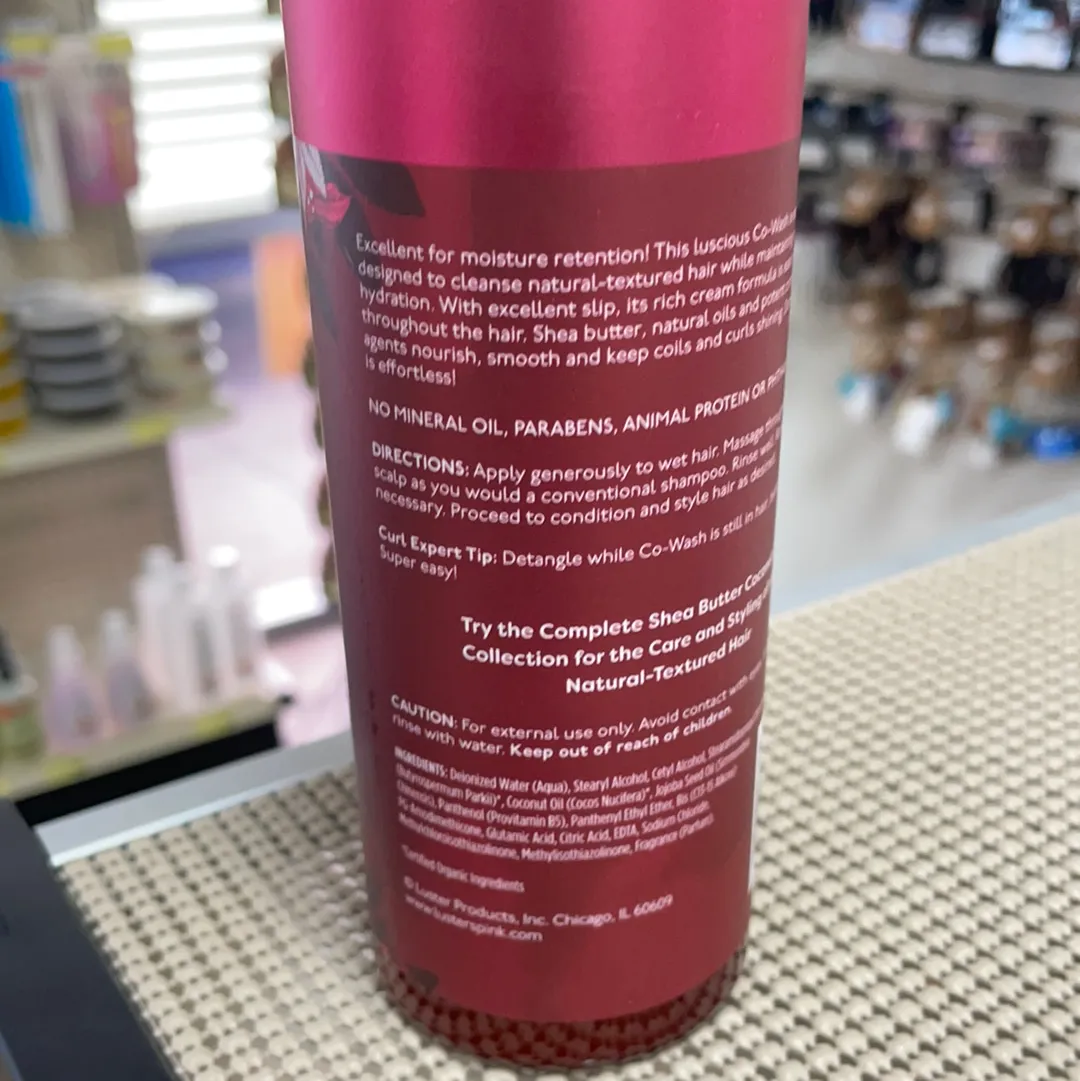 Excellent for moisture retention! This luscious Co-Wash
designed to cleanse natural-textured hair while
hydration. With excellent slip, its rich cream formula
throughout the hair. Shea butter, natural oils and
agents nourish, smooth and keep coils and curls shining
is effortless!
NO MINERAL OIL, PARABENS, ANIMAL PROTEIN OR
DIRECTIONS: Apply generously to wet hair. Massage
scalp as you would a conventional shampoo. Rinse
necessary. Proceed to condition and style hair as
Curl Expert Tip: Detangle while Co-Wash is still in
Super easy!
Try the Complete Shea Butter
Collection for the Care and Styling
Natural-Textured Hair
CAUTION: For external use only. Avoid contact with
rinse with water. Keep out of reach of children.
INGREDIENTS: Deionized Water (Aqua), Stearyl Alcohol, Cetyl Alcohol,
(Butyrospermum Parkii)*, Coconut Oil (Cocos Nucifera)*, Jojoba Seed Oil
Panthenol (Provitamin B5), Panthenyl Ethyl Ether, Bis
PG-Amodimethicone, Glutamic Acid, Citric Acid, EDTA, Sodium Chloride,
Methylchloroisothiazolinone, Methylisothiazolinone, Fragrance (Parfum).
*Certified Organic Ingredients
© Luster Products, Inc. Chicago, IL 60609
www.lusterspink.com